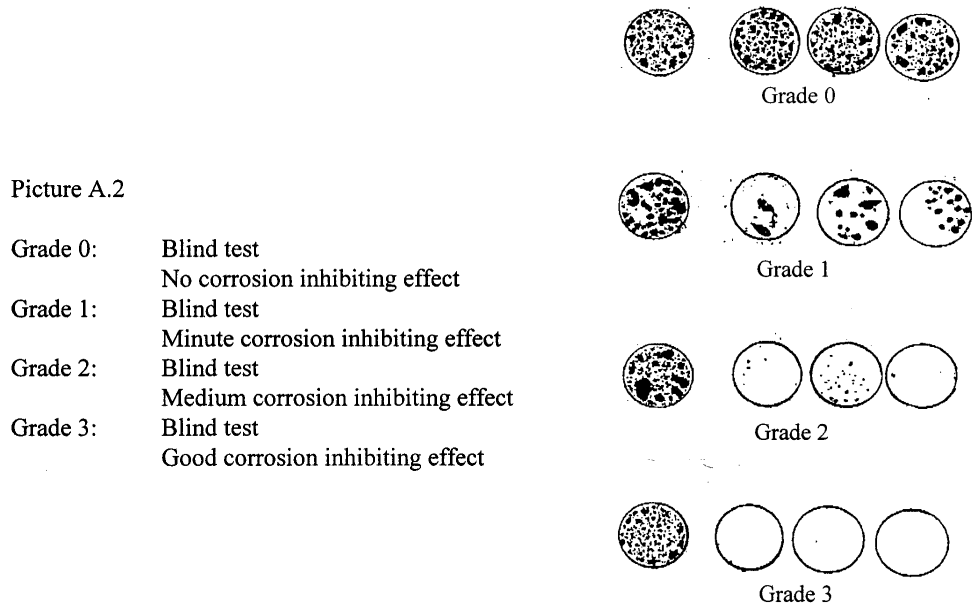 Picture A.2
Grade 0: Blind test
No corrosion inhibiting effect
Grade 1: Blind test
Minute corrosion inhibiting effect
Grade 2: Blind test
Medium corrosion inhibiting effect
Grade 3: Blind test
Good corrosion inhibiting effect
Grade 0
Grade 1
Grade 2
Grade 3